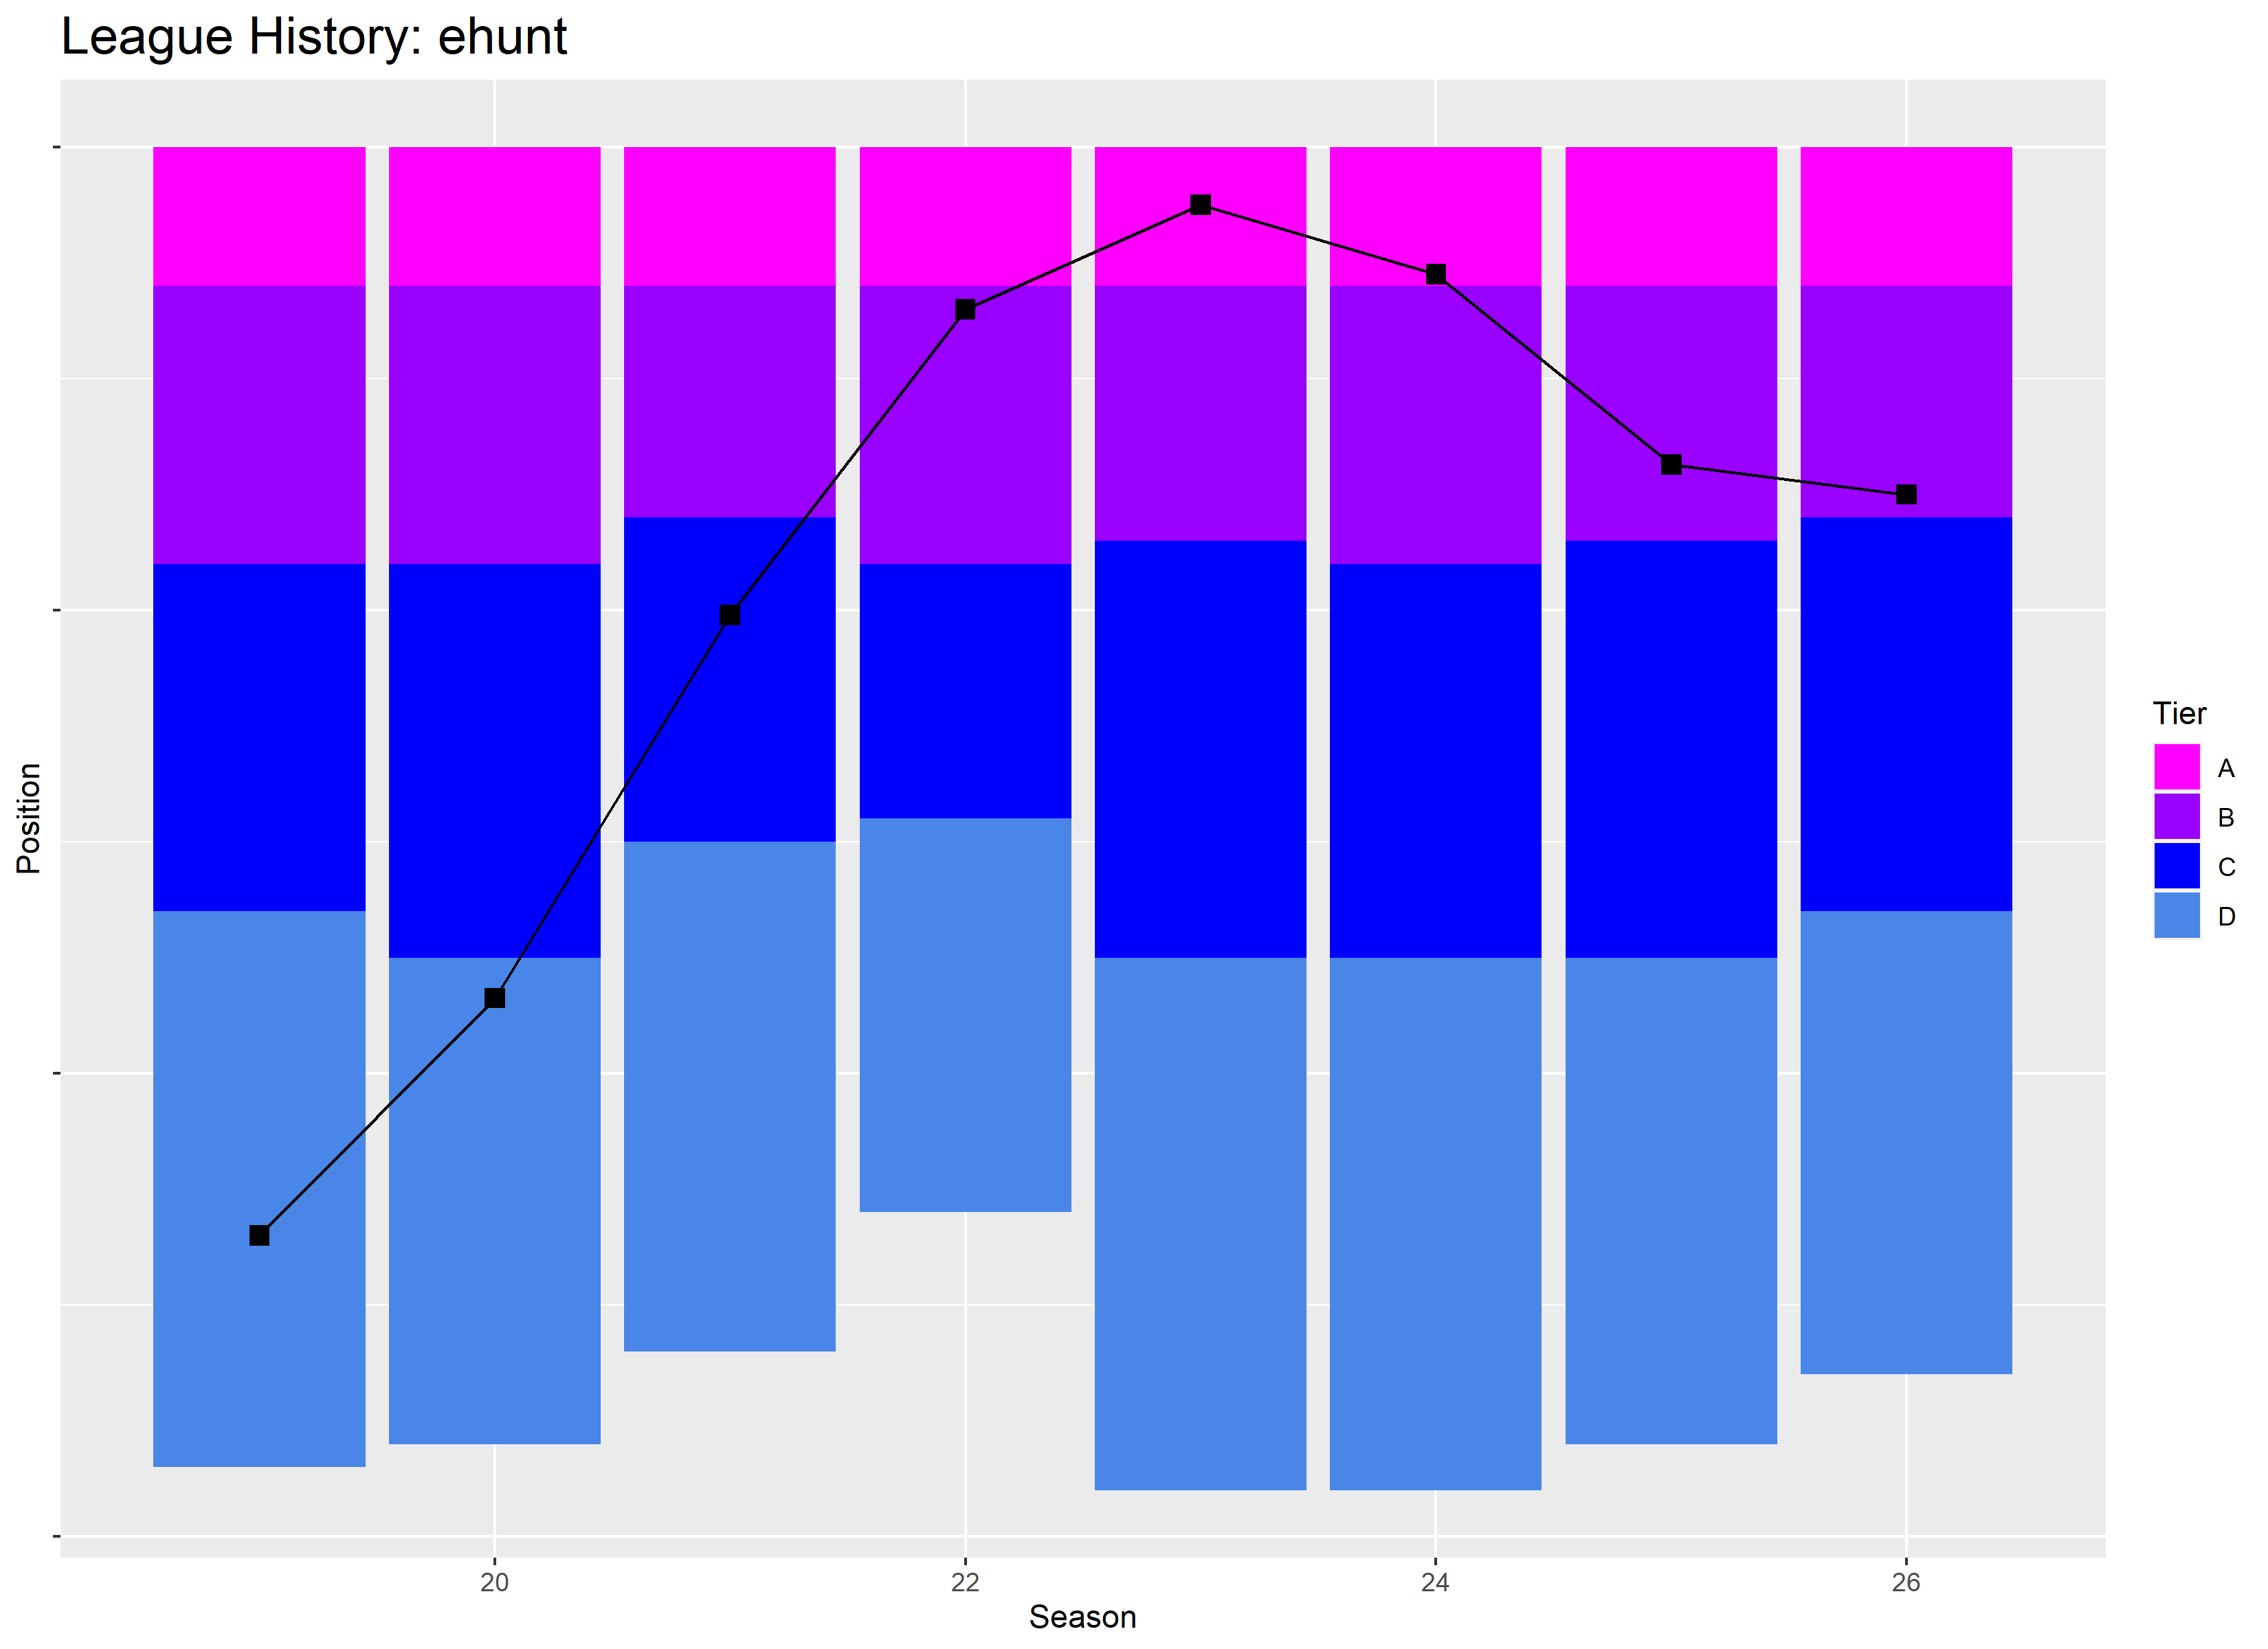 League History: ehunt
Position
Tier
A
B
C
D
20
22
24
26
Season